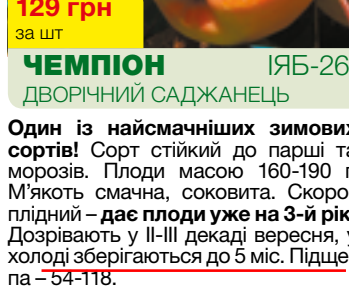 129 грн
за шт
ЧЕМПІОН ІЯБ-26
ДВОРІЧНИЙ САДЖАНЕЦЬ
Один із найсмачніших зимових
сортів! Сорт стійкий до парші та
морозів. Плоди масою 160-190 г.
М’якоть смачна, соковита. Скоро-
плідний – дає плоди уже на 3-й рік.
Дозрівають у ІІ-ІІІ декаді вересня, у
холоді зберігаються до 5 міс. Підще-
па – 54-118.